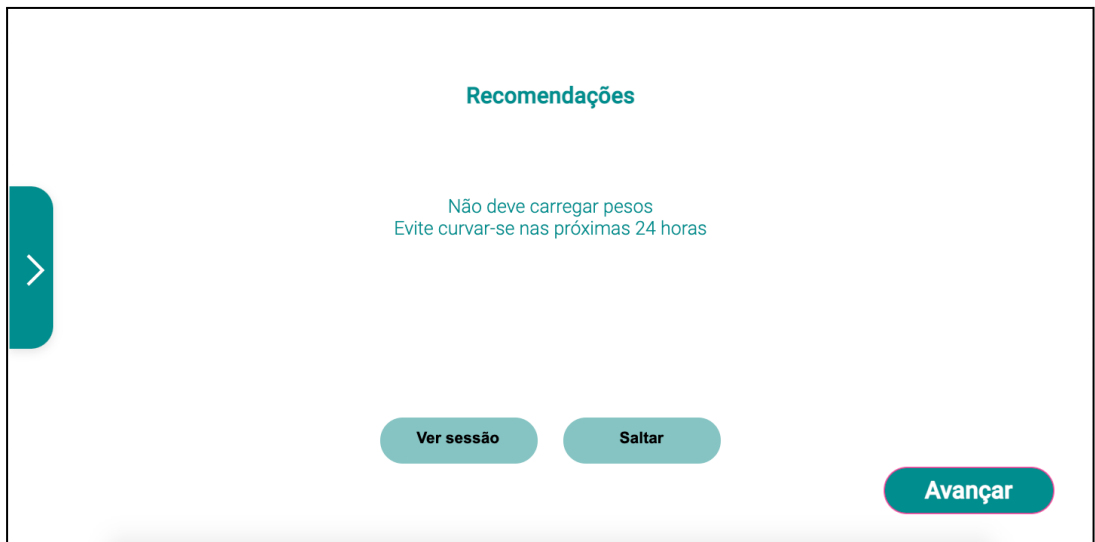 Recomendações
Não deve carregar pesos
Evite curvar-se nas próximas 24 horas
Ver sessão
Saltar
Avançar